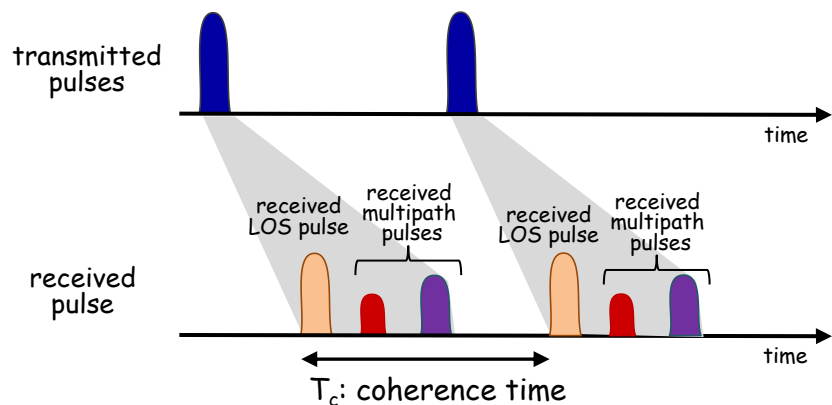 transmitted
pulses
time
received
LOS pulse
received
multipath
pulses
received
LOS pulse
received
multipath
pulses
received
pulse
time
T_c: coherence time